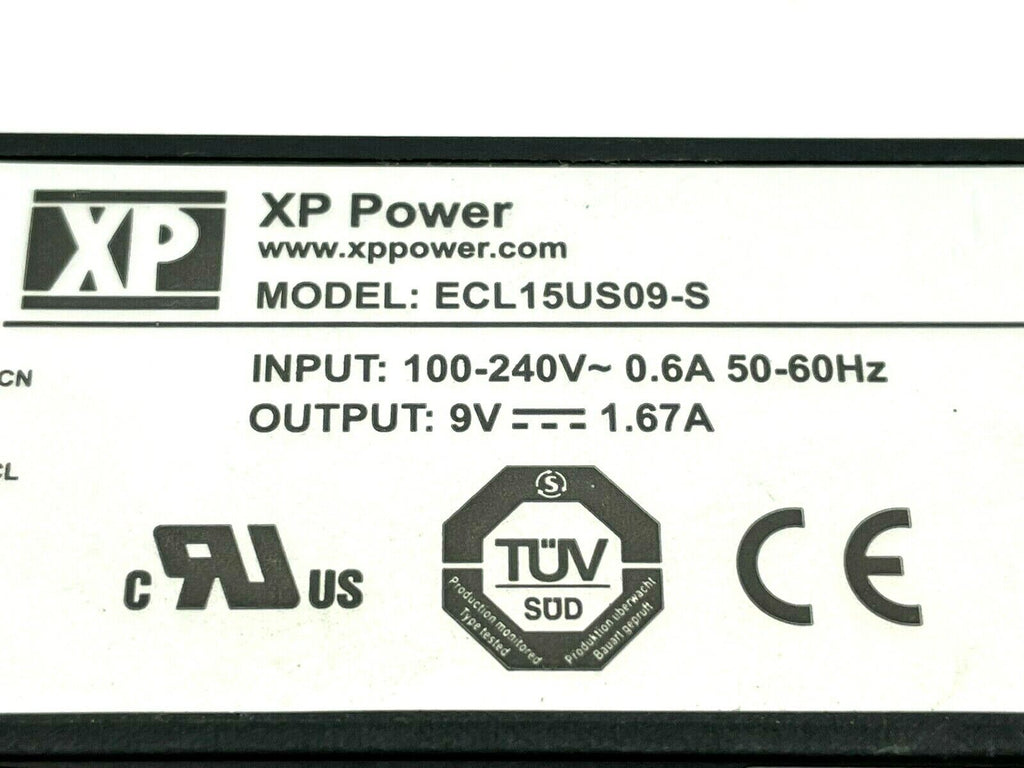 XP
XP Power
www.xppower.com
MODEL: ECL15US09-S
CN
INPUT: 100-240V~ 0.6A 50-60Hz
OUTPUT: 9V ⎓ 1.67A
CL
c RU US
S
TÜV
SÜD
Production monitored
Type tested
Produktion überwacht
Bauart geprüft
CE